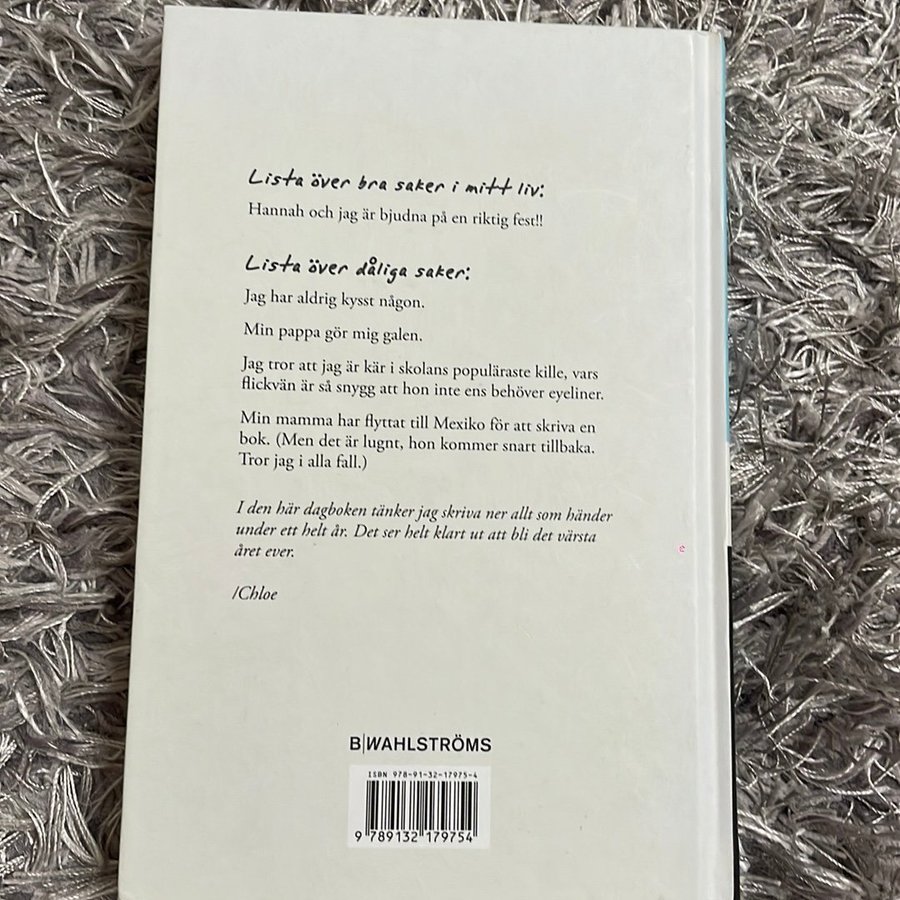 Lista över bra saker i mitt liv:
Hannah och jag är bjudna på en riktig fest!!
Lista över dåliga saker:
Jag har aldrig kysst någon.
Min pappa gör mig galen.
Jag tror att jag är kär i skolans populäraste kille, vars
flickvän är så snygg att hon inte ens behöver eyeliner.
Min mamma har flyttat till Mexiko för att skriva en
bok. (Men det är lugnt, hon kommer snart tillbaka.
Tror jag i alla fall.)
I den här dagboken tänker jag skriva ner allt som händer
under ett helt år. Det ser helt klart ut att bli det värsta
året ever.
/Chloe
B|WAHLSTRÖMS
ISBN 978-91-32-17975-4
9 789132 179754